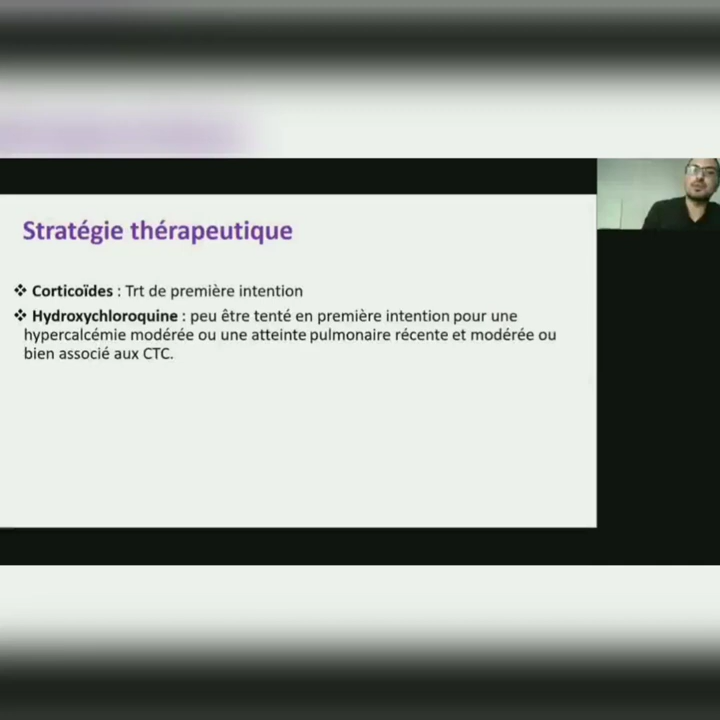 Stratégie thérapeutique
❖ Corticoïdes : Trt de première intention
❖ Hydroxychloroquine : peu être tenté en première intention pour une
hypercalcémie modérée ou une atteinte pulmonaire récente et modérée ou
bien associé aux CTC.